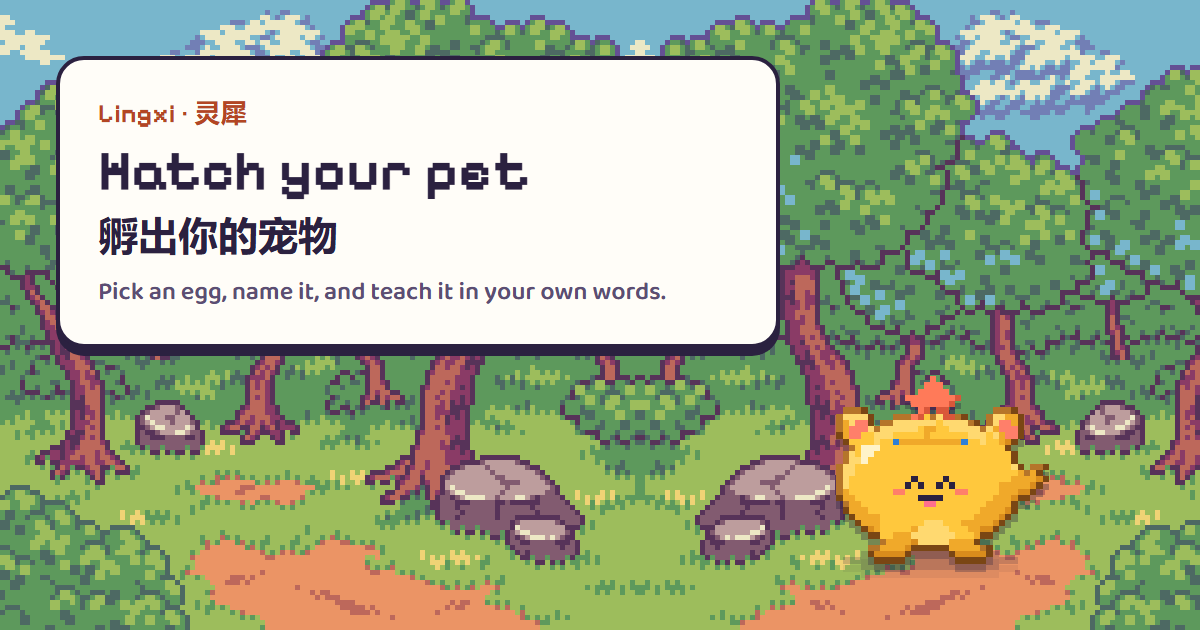 Lingxi · 灵犀
Hatch your pet
孵出你的宠物
Pick an egg, name it, and teach it in your own words.